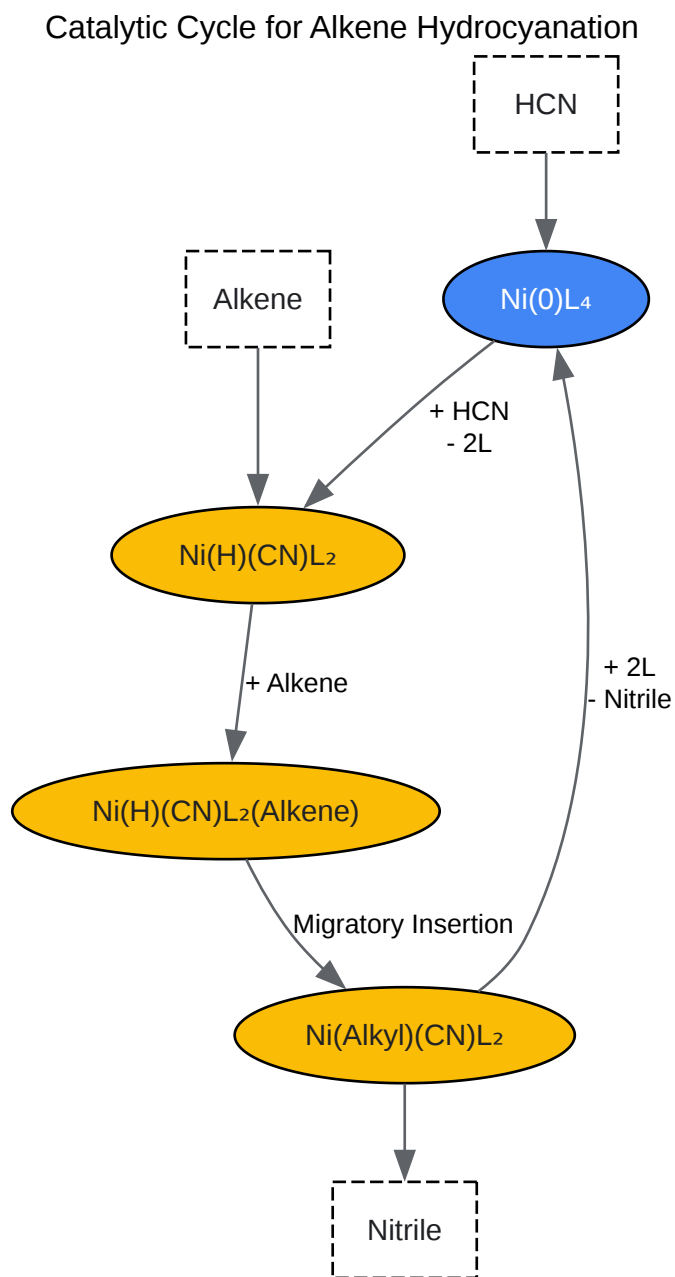 Catalytic Cycle for Alkene Hydrocyanation
HCN
Alkene
Ni(0)L₄
+ HCN
- 2L
Ni(H)(CN)L₂
+ Alkene
+ 2L
- Nitrile
Ni(H)(CN)L₂(Alkene)
Migratory Insertion
Ni(Alkyl)(CN)L₂
Nitrile